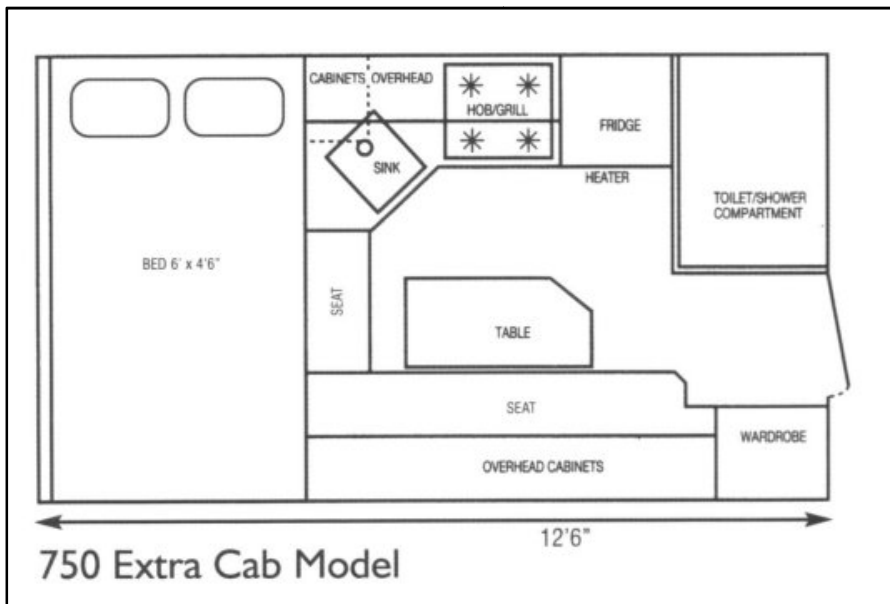 CABINETS OVERHEAD
HOB/GRILL
FRIDGE
SINK
HEATER
TOILET/SHOWER
COMPARTMENT
BED 6' x 4'6"
SEAT
TABLE
SEAT
WARDROBE
OVERHEAD CABINETS
12'6"
750 Extra Cab Model